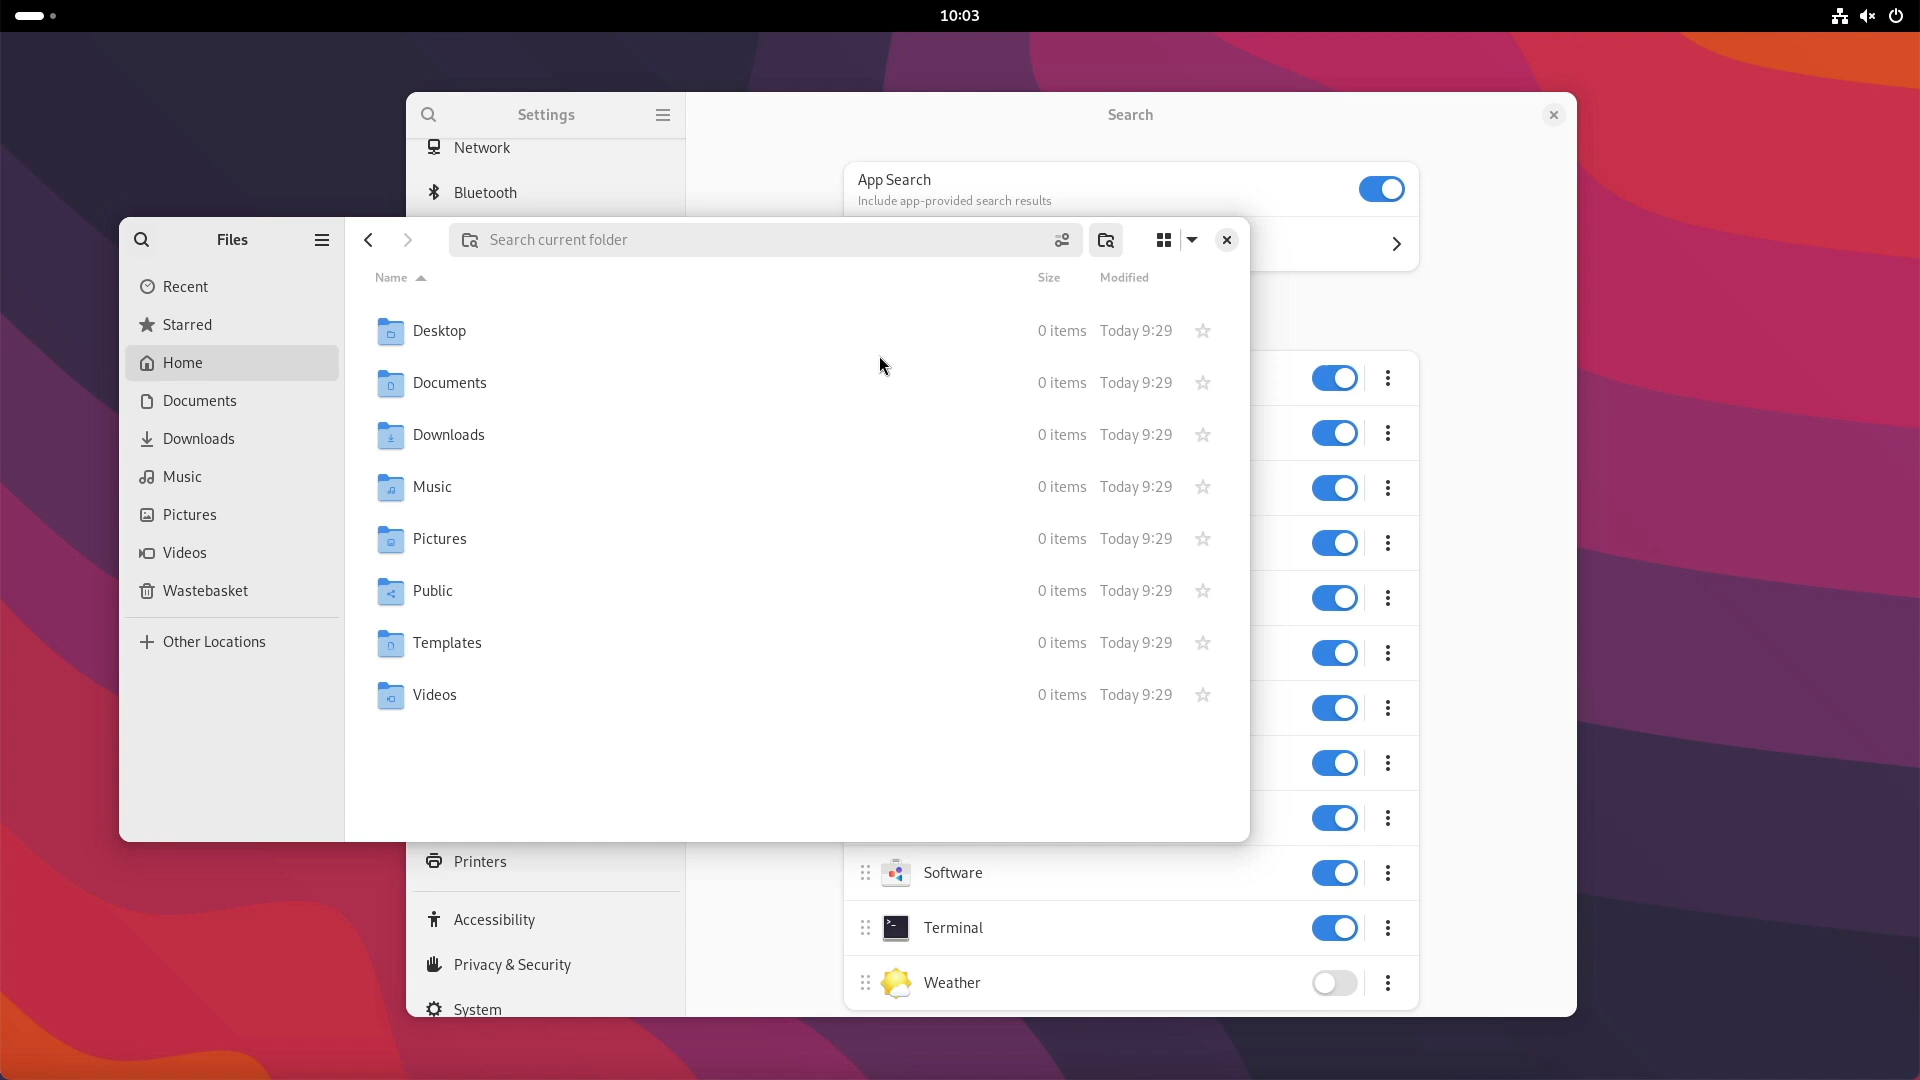 10:03
Settings
Search
Network
App Search
Include app-provided search results
Bluetooth
Files
Search current folder
Name Size Modified
Recent
Starred
Home
Documents
Downloads
Music
Pictures
Videos
Wastebasket
Other Locations
Desktop 0 items Today 9:29
Documents 0 items Today 9:29
Downloads 0 items Today 9:29
Music 0 items Today 9:29
Pictures 0 items Today 9:29
Public 0 items Today 9:29
Templates 0 items Today 9:29
Videos 0 items Today 9:29
Printers
Accessibility
Privacy & Security
System
Software
Terminal
Weather